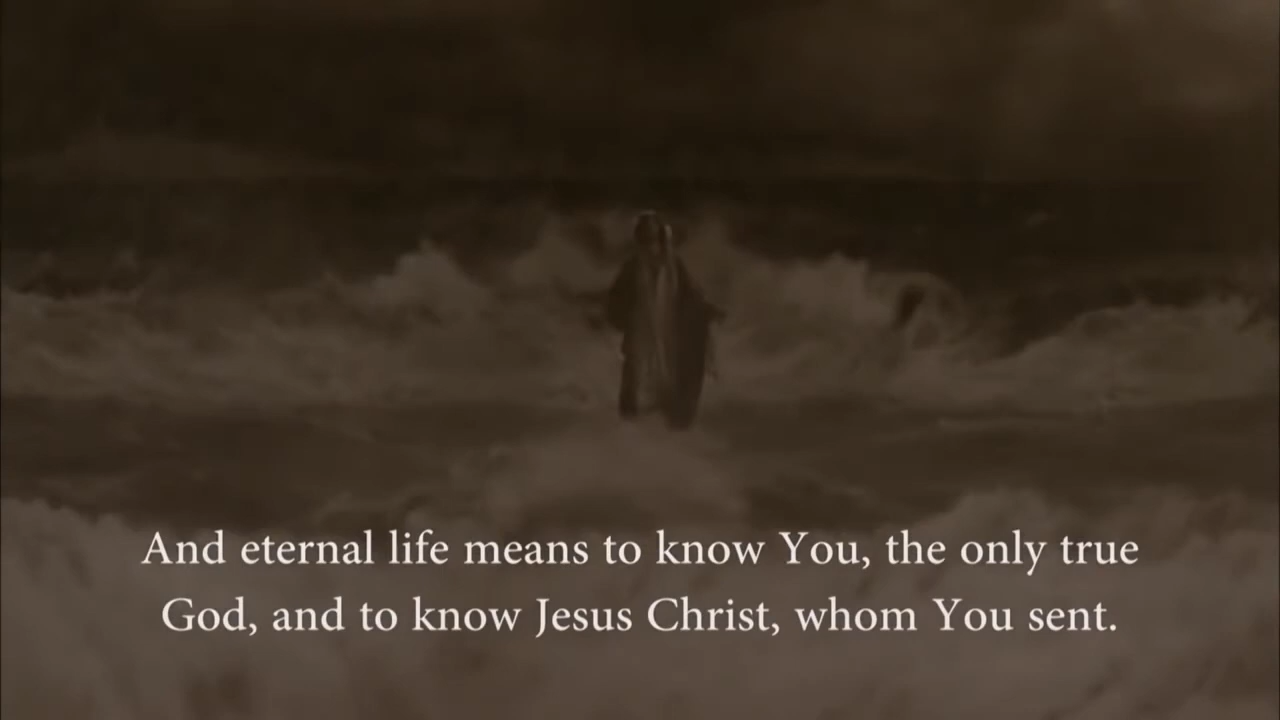 And eternal life means to know You, the only true
God, and to know Jesus Christ, whom You sent.